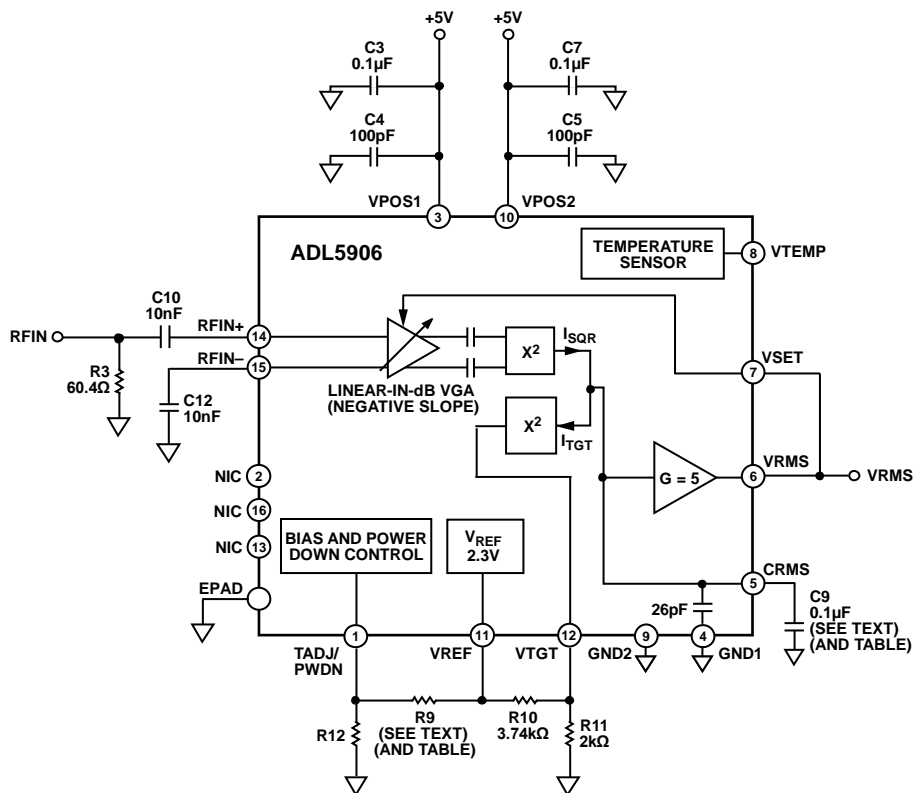 +5V
+5V
C3
0.1µF
C7
0.1µF
C4
100pF
C5
100pF
VPOS1
3
10
VPOS2
ADL5906
TEMPERATURE
SENSOR
8
VTEMP
C10
10nF
RFIN
RFIN+
14
RFIN–
15
R3
60.4Ω
C12
10nF
LINEAR-IN-dB VGA
(NEGATIVE SLOPE)
X2
ISQR
X2
ITGT
VSET
7
G = 5
VRMS
6
VRMS
NIC
2
NIC
16
NIC
13
EPAD
BIAS AND POWER
DOWN CONTROL
VREF
2.3V
CRMS
5
26pF
C9
0.1µF
(SEE TEXT)
(AND TABLE)
1
TADJ/
PWDN
11
VREF
12
VTGT
9
GND2
4
GND1
R12
R9
(SEE TEXT)
(AND TABLE)
R10
3.74kΩ
R11
2kΩ